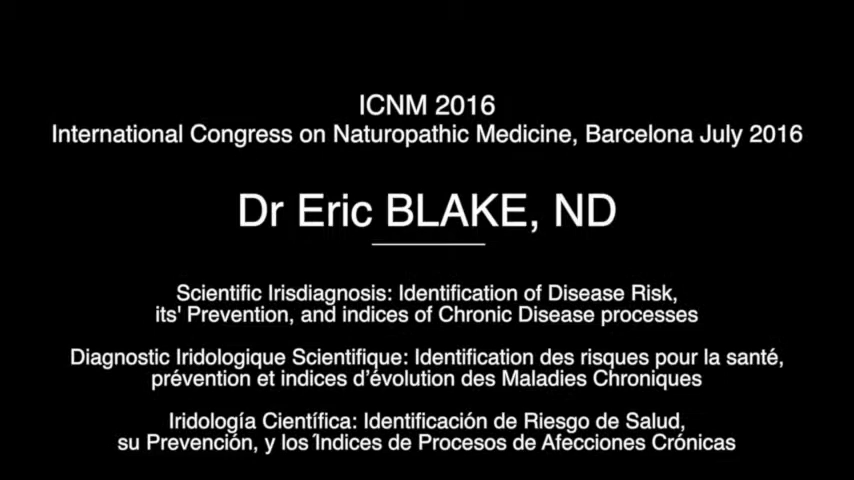 ICNM 2016
International Congress on Naturopathic Medicine, Barcelona July 2016
Dr Eric BLAKE, ND
Scientific Irisdiagnosis: Identification of Disease Risk,
its' Prevention, and indices of Chronic Disease processes
Diagnostic Iridologique Scientifique: Identification des risques pour la santé,
prévention et indices d’évolution des Maladies Chroniques
Iridología Científica: Identificación de Riesgo de Salud,
su Prevención, y los Índices de Procesos de Afecciones Crónicas